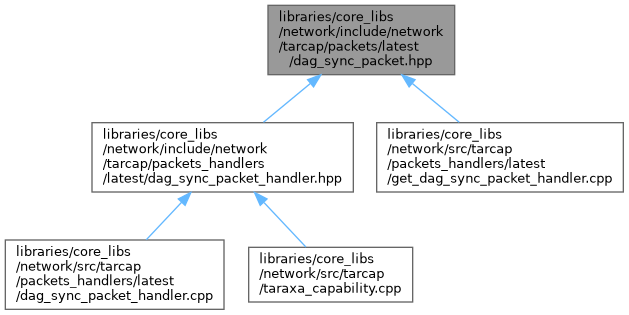 libraries/core_libs
/network/include/network
/tarcap/packets/latest
/dag_sync_packet.hpp
libraries/core_libs
/network/include/network
/tarcap/packets_handlers
/latest/dag_sync_packet_handler.hpp
libraries/core_libs
/network/src/tarcap
/packets_handlers/latest
/get_dag_sync_packet_handler.cpp
libraries/core_libs
/network/src/tarcap
/packets_handlers/latest
/dag_sync_packet_handler.cpp
libraries/core_libs
/network/src/tarcap
/taraxa_capability.cpp